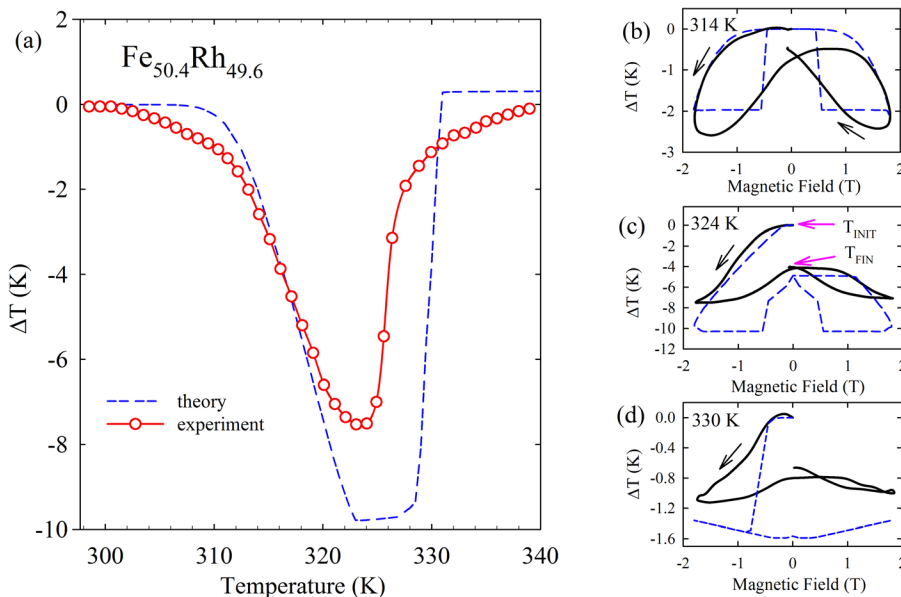 (a)
Fe50.4Rh49.6
2
0
-2
-4
-6
-8
-10
ΔT (K)
theory
experiment
300 310 320 330 340
Temperature (K)
(b)
314 K
0
-1
-2
-3
ΔT (K)
-2 -1 0 1 2
Magnetic Field (T)
(c)
324 K
TINIT
TFIN
0
-2
-4
-6
-8
-10
-12
ΔT (K)
-2 -1 0 1 2
Magnetic Field (T)
(d)
330 K
0.0
-0.4
-0.8
-1.2
-1.6
ΔT (K)
-2 -1 0 1 2
Magnetic Field (T)